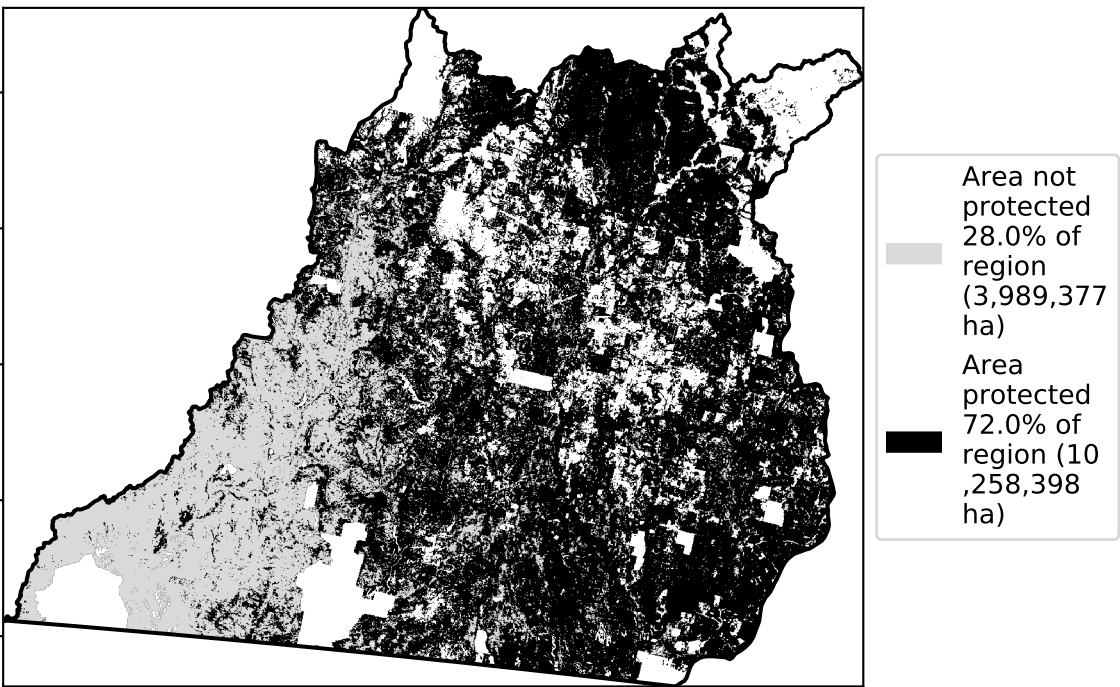 Area not
protected
28.0% of
region
(3,989,377
ha)
Area
protected
72.0% of
region (10
,258,398
ha)